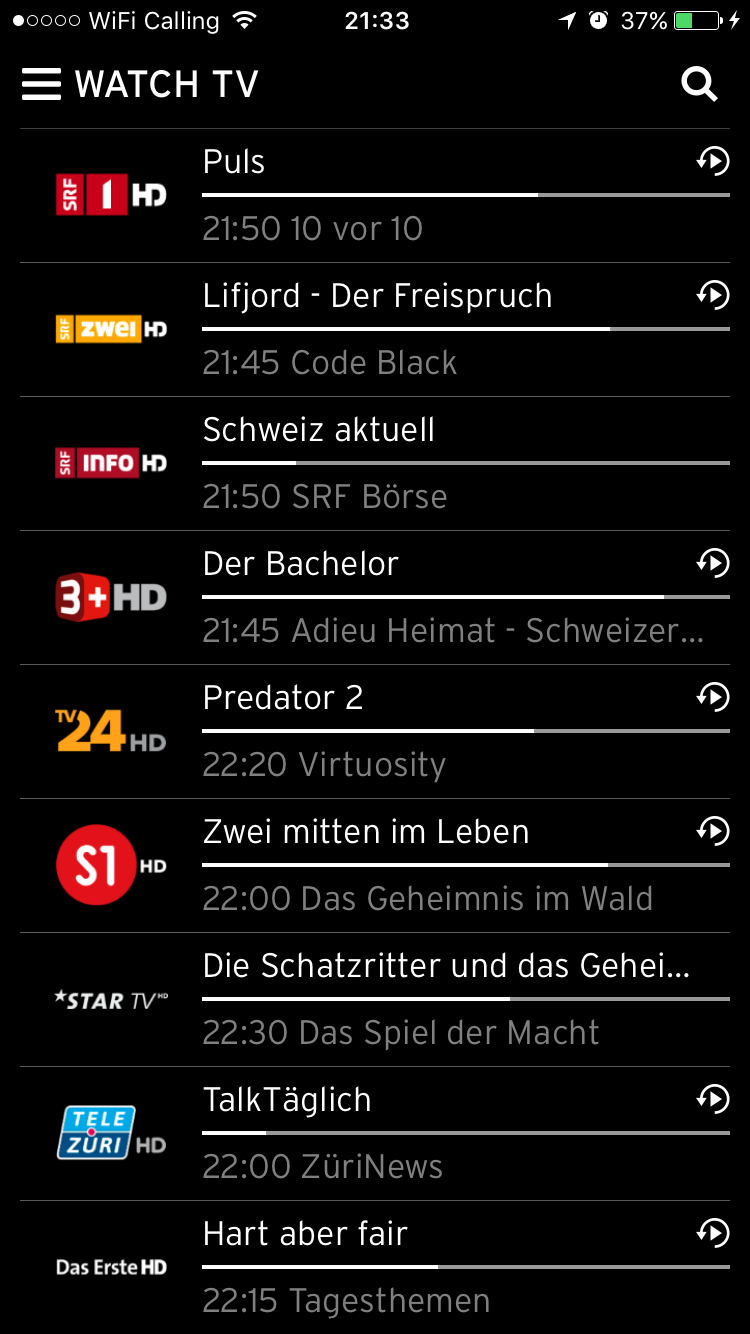 WiFi Calling 21:33 37%
WATCH TV
SRF 1 HD
Puls
21:50 10 vor 10
SRF zwei HD
Lifjord - Der Freispruch
21:45 Code Black
SRF INFO HD
Schweiz aktuell
21:50 SRF Börse
3+ HD
Der Bachelor
21:45 Adieu Heimat - Schweizer...
TV 24 HD
Predator 2
22:20 Virtuosity
S1 HD
Zwei mitten im Leben
22:00 Das Geheimnis im Wald
*STAR TV HD
Die Schatzritter und das Gehei...
22:30 Das Spiel der Macht
TELE ZÜRI HD
TalkTäglich
22:00 ZüriNews
Das Erste HD
Hart aber fair
22:15 Tagesthemen